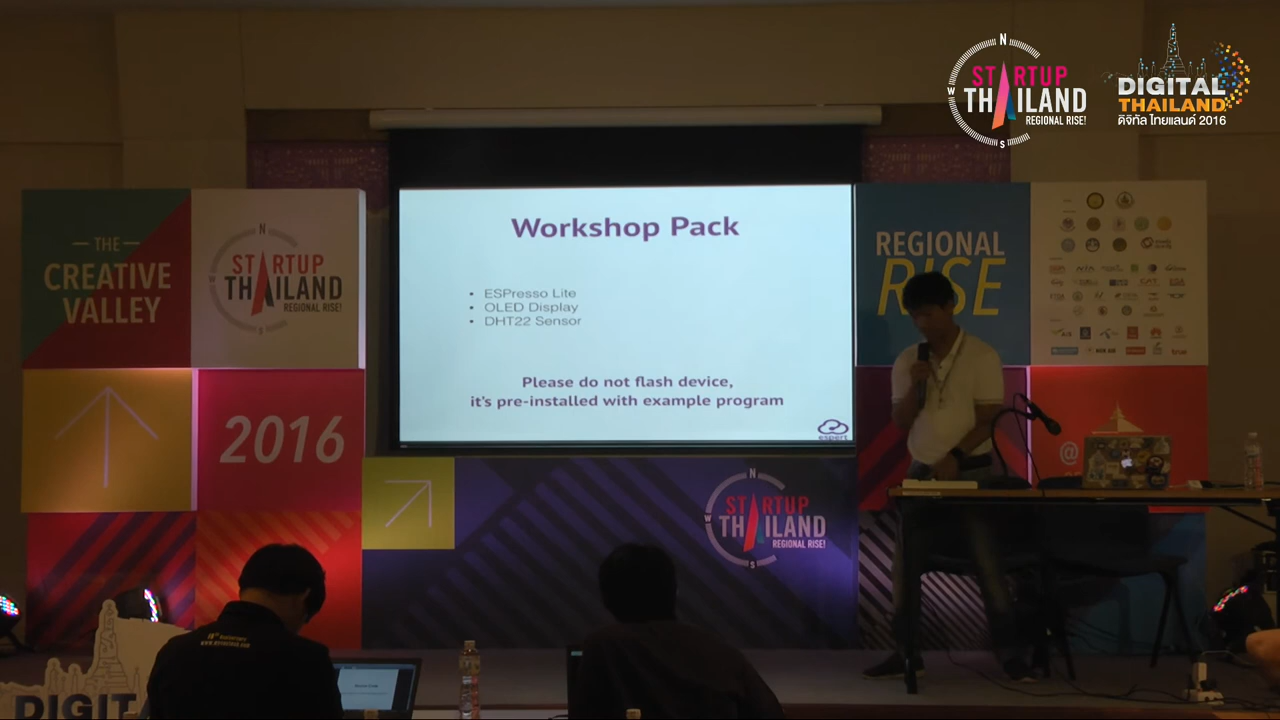 STARTUP
THAILAND
REGIONAL RISE!
N
W
S
DIGITAL
THAILAND
ดิจิทัล ไทยแลนด์ 2016
THE
CREATIVE
VALLEY
N
STARTUP
THAILAND
REGIONAL RISE!
S
2016
Workshop Pack
• ESPresso Lite
• OLED Display
• DHT22 Sensor
Please do not flash device,
it's pre-installed with example program
espert
REGIONAL
RISE
true
@
N
W
STARTUP
THAILAND
REGIONAL RISE!
S
DIGITA